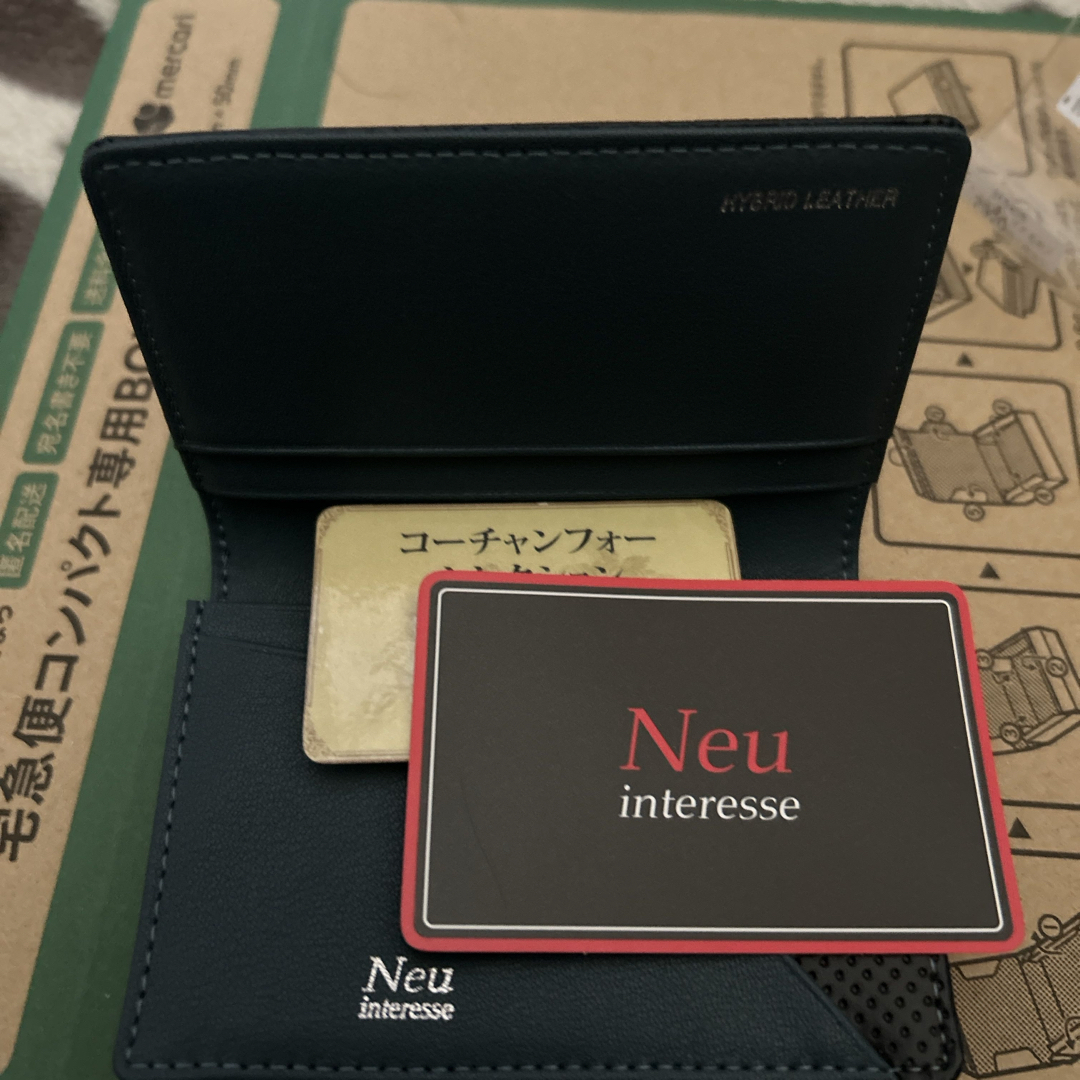 mercari
HYBRID LEATHER
匿名配送
宛名書き不要
宅急便コンパクト専用BO
コーチャンフォー
Neu
interesse
Neu
interesse